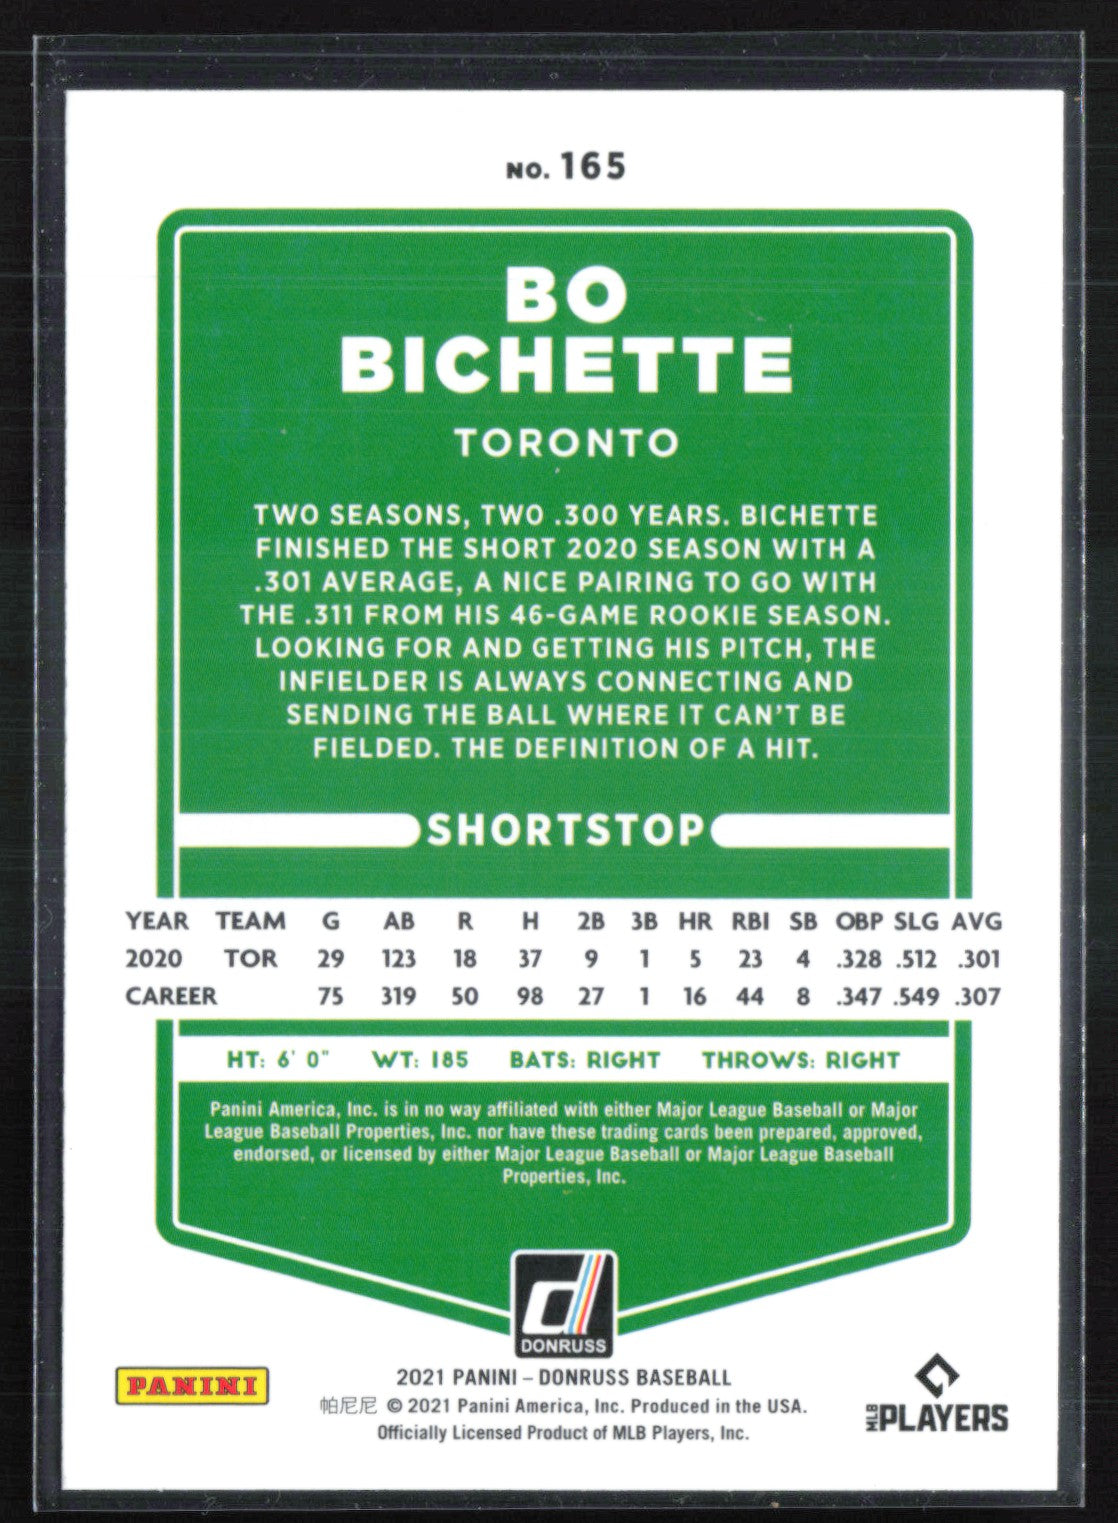 NO. 165
BO
BICHETTE
TORONTO
TWO SEASONS, TWO .300 YEARS. BICHETTE
FINISHED THE SHORT 2020 SEASON WITH A
.301 AVERAGE, A NICE PAIRING TO GO WITH
THE .311 FROM HIS 46-GAME ROOKIE SEASON.
LOOKING FOR AND GETTING HIS PITCH, THE
INFIELDER IS ALWAYS CONNECTING AND
SENDING THE BALL WHERE IT CAN'T BE
FIELDED. THE DEFINITION OF A HIT.
SHORTSTOP
YEAR TEAM G AB R H 2B 3B HR RBI SB OBP SLG AVG
2020 TOR 29 123 18 37 9 1 5 23 4 .328 .512 .301
CAREER 75 319 50 98 27 1 16 44 8 .347 .549 .307
HT: 6' 0" WT: 185 BATS: RIGHT THROWS: RIGHT
Panini America, Inc. is in no way affiliated with either Major League Baseball or Major
League Baseball Properties, Inc. nor have these trading cards been prepared, approved,
endorsed, or licensed by either Major League Baseball or Major League Baseball
Properties, Inc.
d
DONRUSS
PANINI
2021 PANINI – DONRUSS BASEBALL
帕尼尼 © 2021 Panini America, Inc. Produced in the USA.
Officially Licensed Product of MLB Players, Inc.
MLB PLAYERS